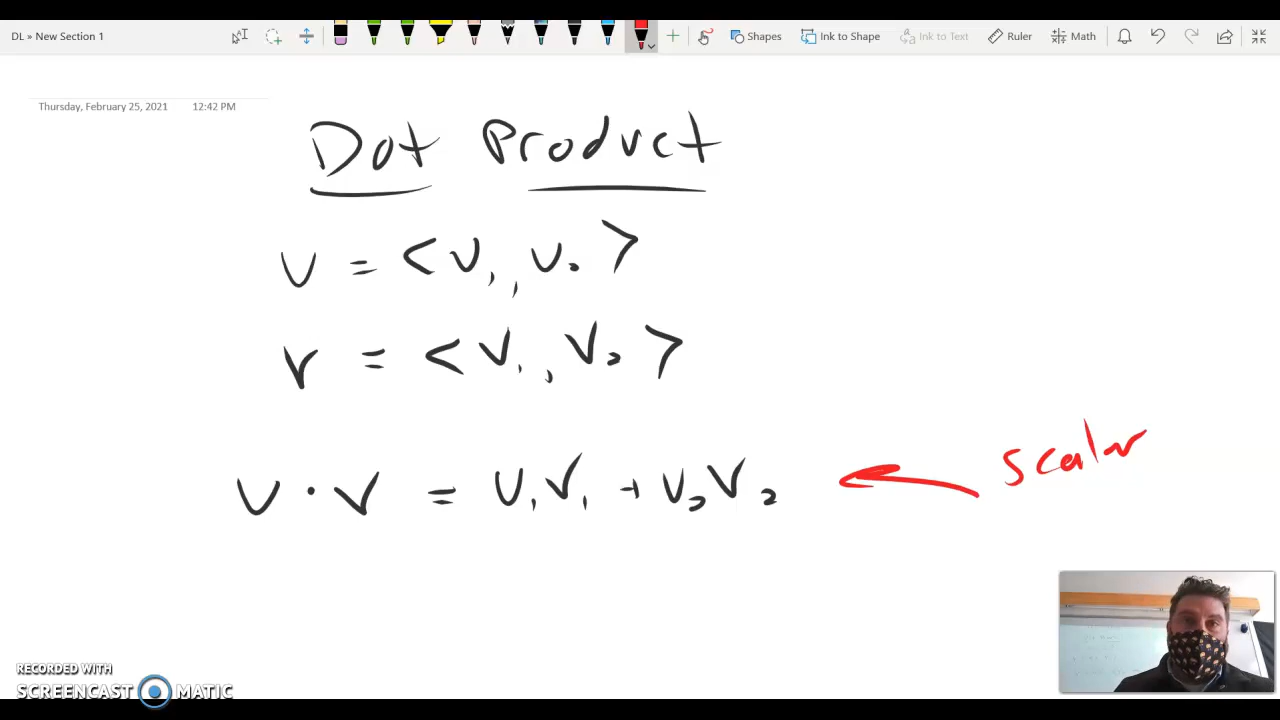 DL » New Section 1
Shapes
Ink to Shape
Ink to Text
Ruler
Math
Thursday, February 25, 2021 12:42 PM
Dot Product
u = <u₁, u₂>
v = <v₁, v₂>
u · v = u₁v₁ + u₂v₂
scalar
RECORDED WITH
SCREENCAST MATIC